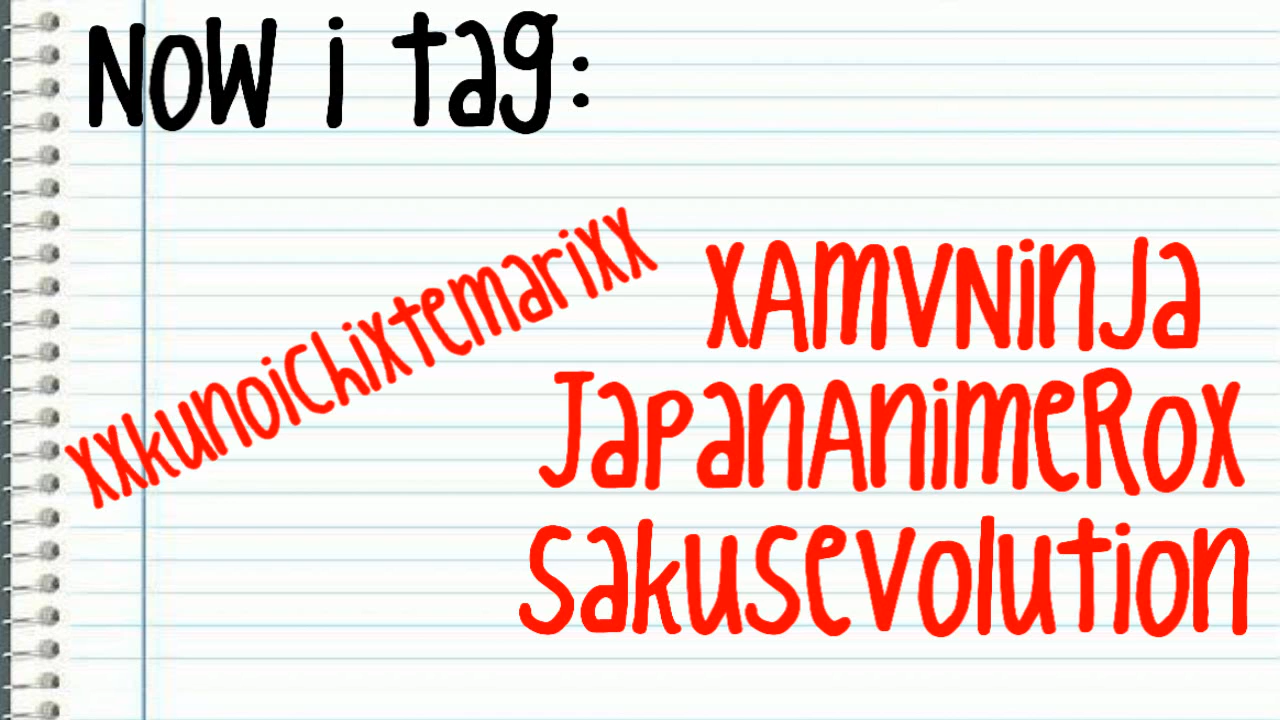 Now i tag:
xxkunoichixtemarixx
xAmvNinja
JapanAnimeRox
sakusevolution